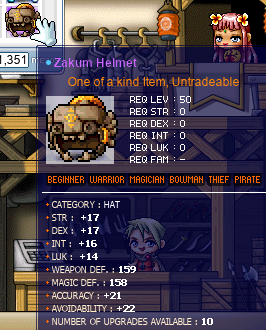 Zakum Helmet
One of a kind Item, Untradeable
1,351
REQ LEV : 50
REQ STR : 0
REQ DEX : 0
REQ INT : 0
REQ LUK : 0
REQ FAM : -
BEGINNER WARRIOR MAGICIAN BOWMAN THIEF PIRATE
CATEGORY : HAT
STR : +17
DEX : +17
INT : +16
LUK : +14
WEAPON DEF. : 159
MAGIC DEF. : 158
ACCURACY : +21
AVOIDABILITY : +22
NUMBER OF UPGRADES AVAILABLE : 10